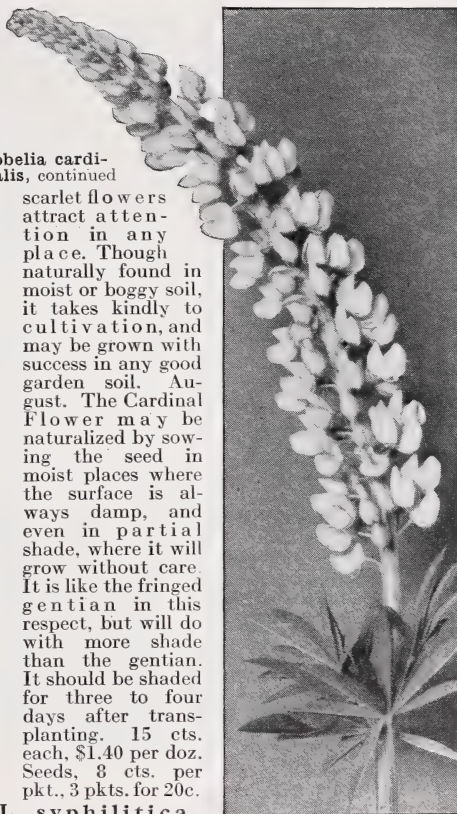 obelia cardi-
alis, continued
scarlet flowers
attract atten-
tion in any
place. Though
naturally found in
moist or boggy soil,
it takes kindly to
cultivation, and
may be grown with
success in any good
garden soil. Au-
gust. The Cardinal
Flower may be
naturalized by sow-
ing the seed in
moist places where
the surface is al-
ways damp, and
even in partial
shade, where it will
grow without care.
It is like the fringed
gentian in this
respect, but will do
with more shade
than the gentian.
It should be shaded
for three to four
days after trans-
planting. 15 cts.
each, $1.40 per doz.
Seeds, 8 cts. per
pkt., 3 pkts. for 20c.
L. syphilitica